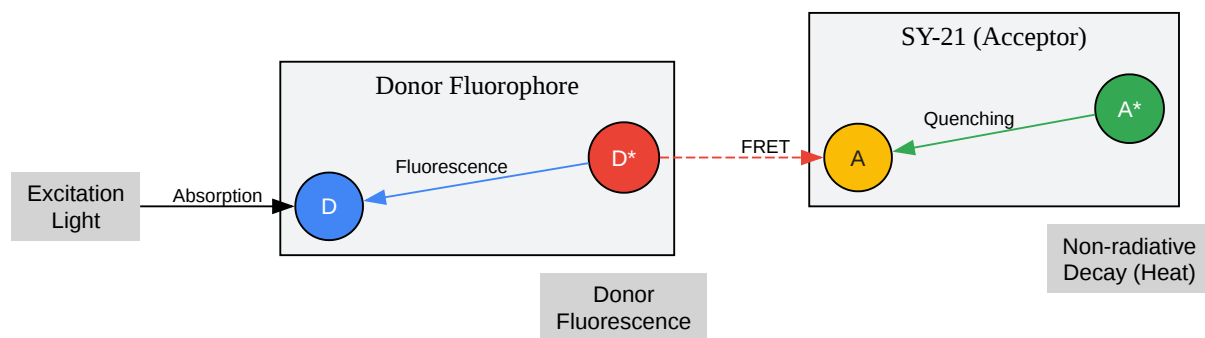 SY-21 (Acceptor)
Donor Fluorophore
A*
Quenching
FRET
A
D*
Fluorescence
Excitation
Light
Absorption
D
Non-radiative
Decay (Heat)
Donor
Fluorescence